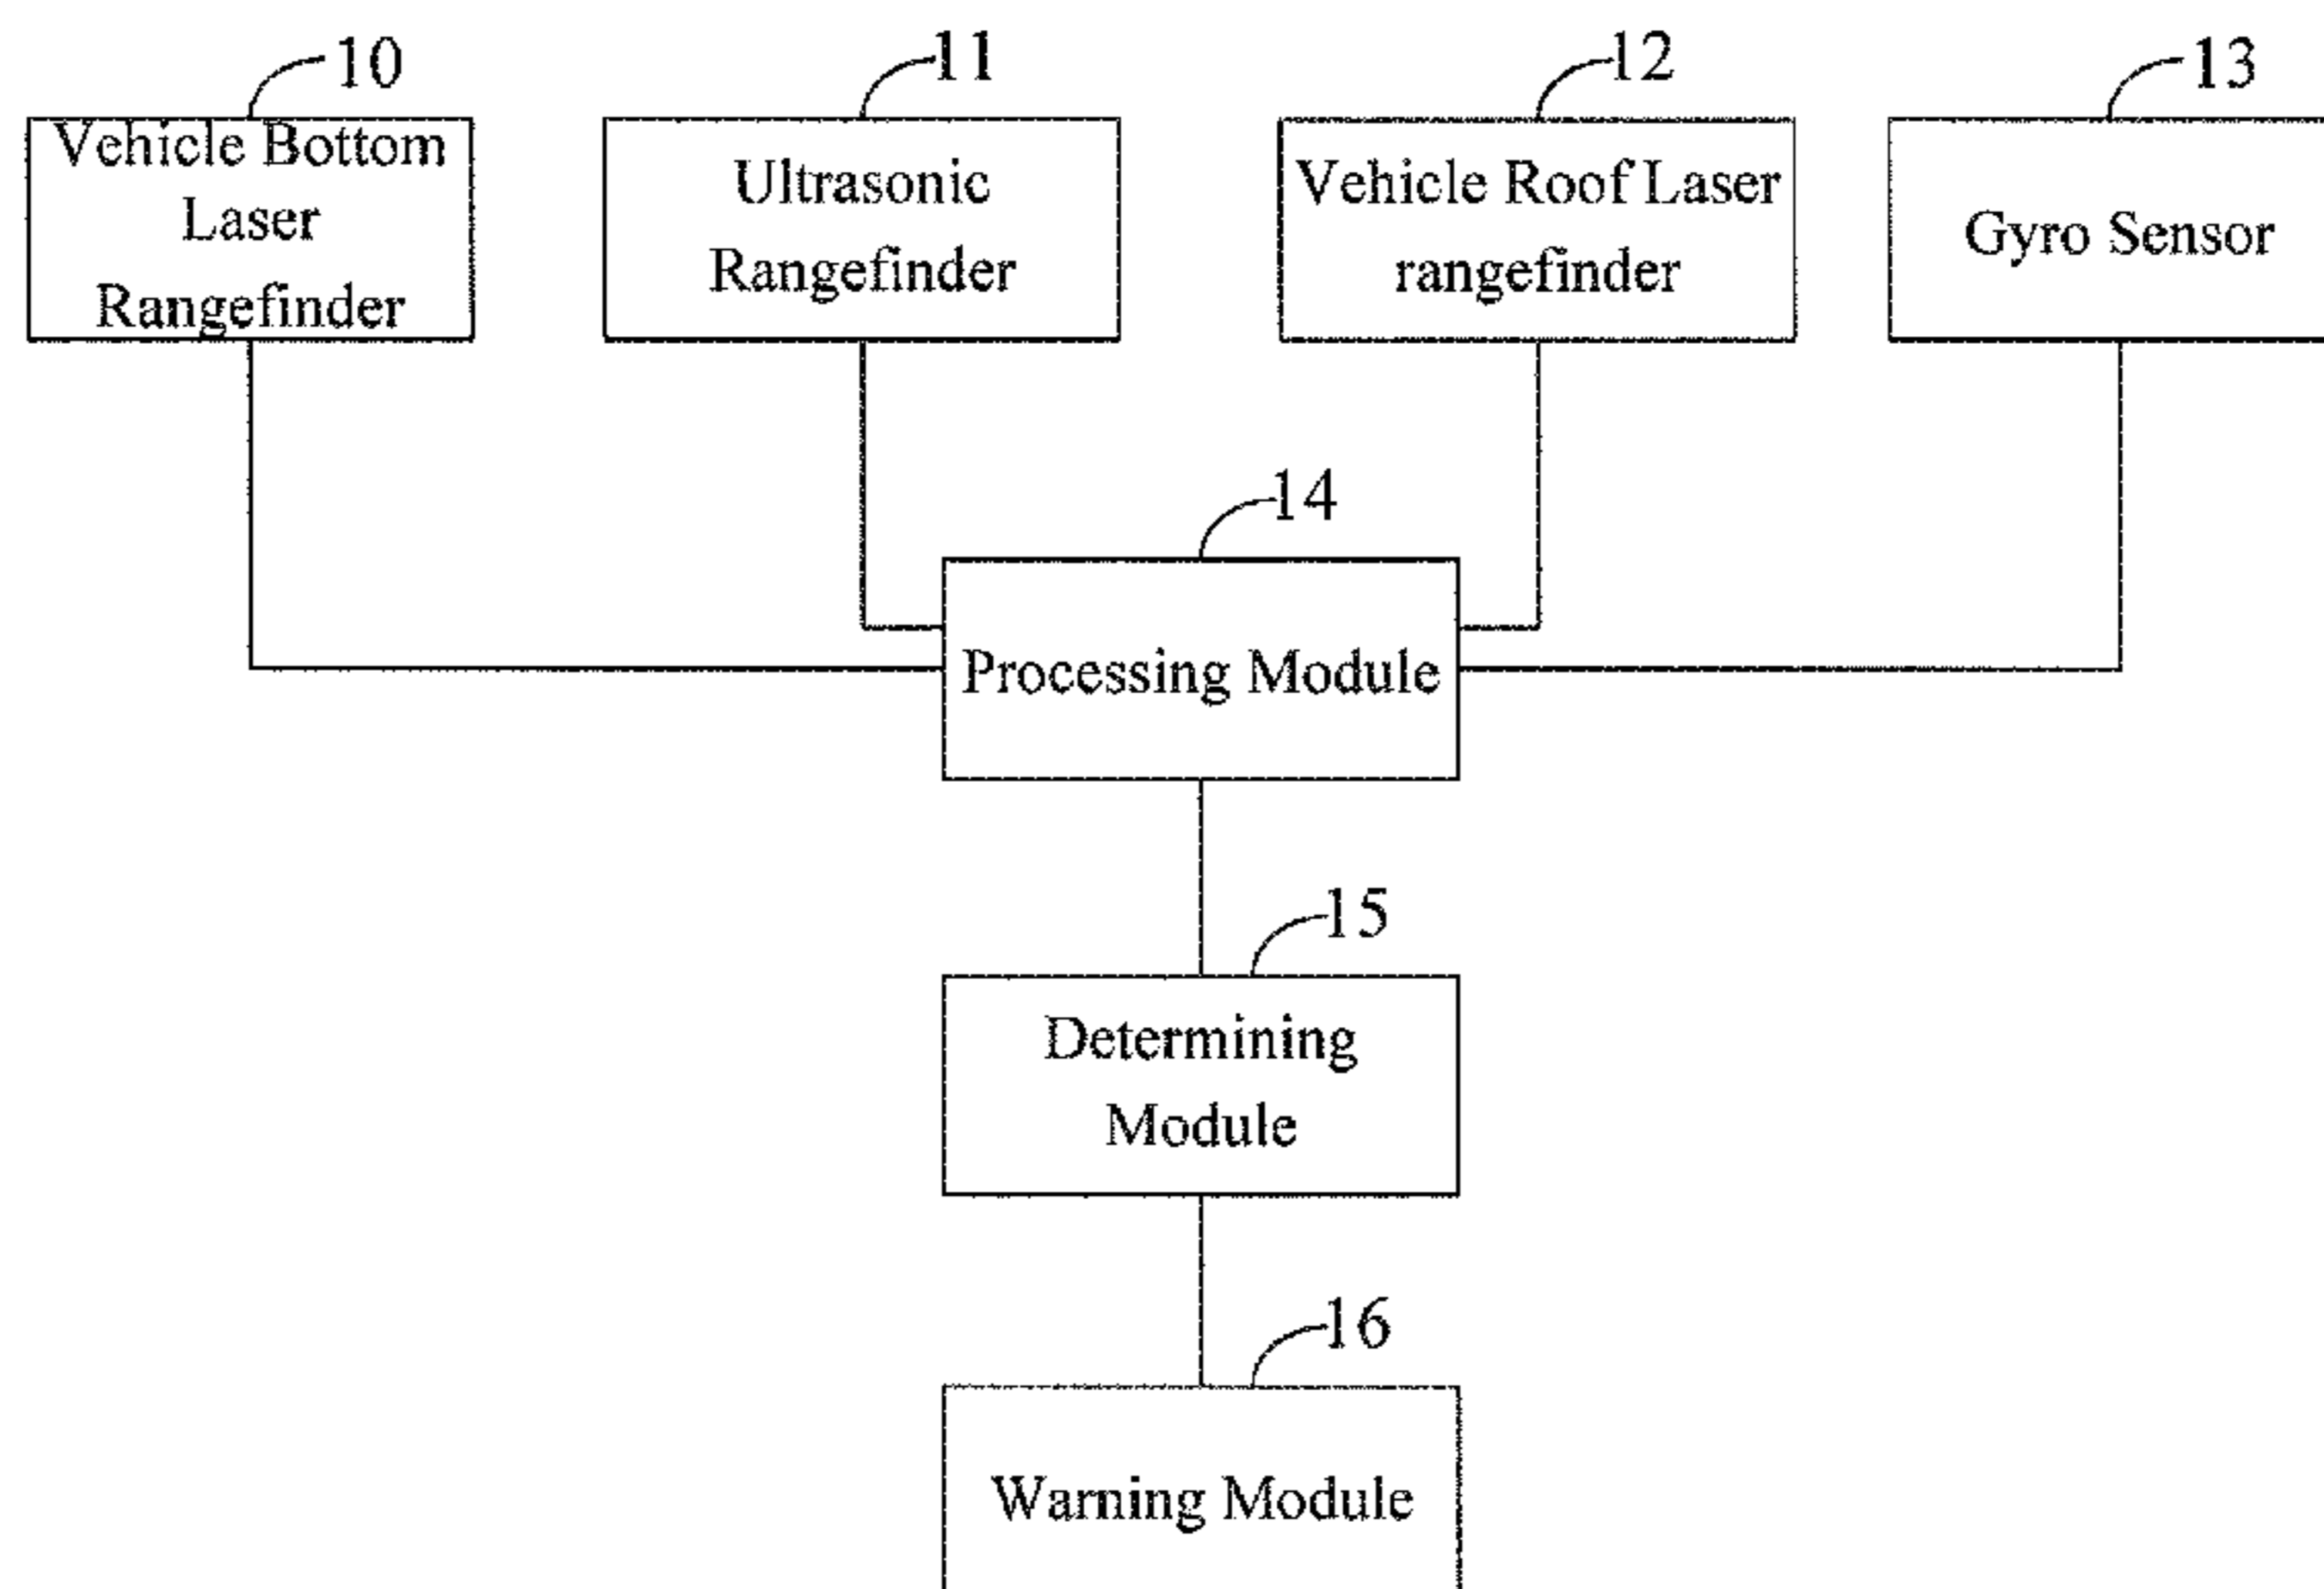 10
11
12
13
Vehicle Bottom
Laser
Rangefinder
Ultrasonic
Rangefinder
Vehicle Roof Laser
rangefinder
Gyro Sensor
14
Processing Module
15
Determining
Module
16
Warning Module